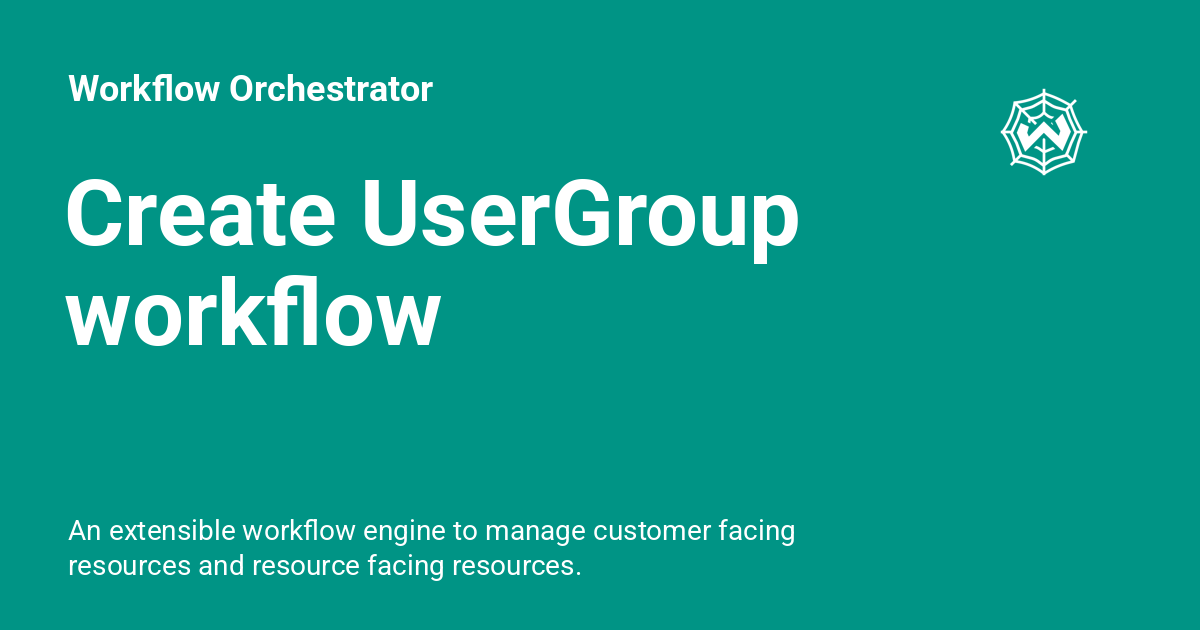 Workflow Orchestrator
Create UserGroup
workflow
An extensible workflow engine to manage customer facing
resources and resource facing resources.
W